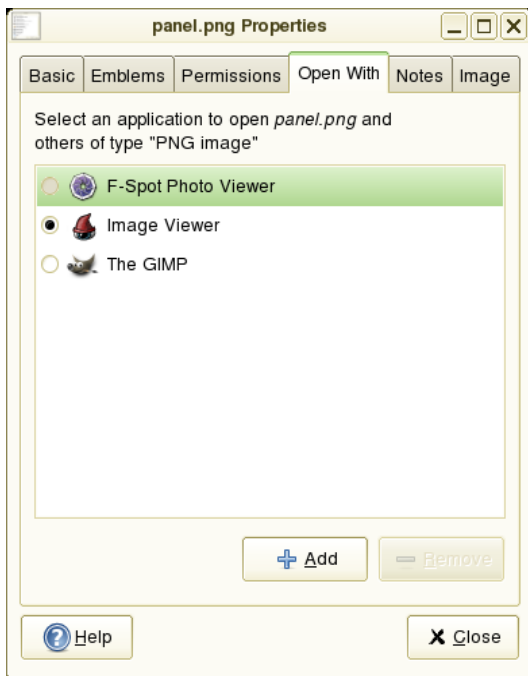 panel.png Properties
Basic Emblems Permissions Open With Notes Image
Select an application to open panel.png and
others of type "PNG image"
F-Spot Photo Viewer
Image Viewer
The GIMP
Add Remove
Help Close